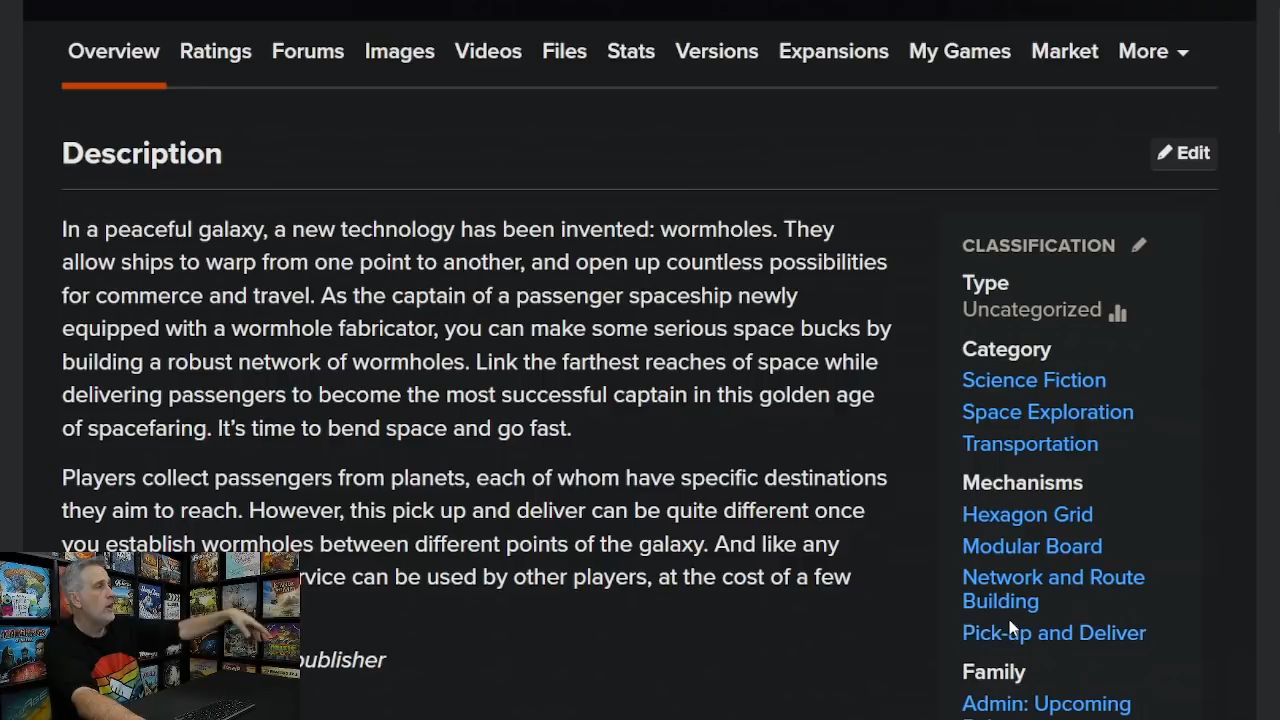 Overview Ratings Forums Images Videos Files Stats Versions Expansions My Games Market More
Description
Edit
In a peaceful galaxy, a new technology has been invented: wormholes. They
allow ships to warp from one point to another, and open up countless possibilities
for commerce and travel. As the captain of a passenger spaceship newly
equipped with a wormhole fabricator, you can make some serious space bucks by
building a robust network of wormholes. Link the farthest reaches of space while
delivering passengers to become the most successful captain in this golden age
of spacefaring. It's time to bend space and go fast.
Players collect passengers from planets, each of whom have specific destinations
they aim to reach. However, this pick up and deliver can be quite different once
you establish wormholes between different points of the galaxy. And like any
can be used by other players, at the cost of a few
publisher
CLASSIFICATION
Type
Uncategorized
Category
Science Fiction
Space Exploration
Transportation
Mechanisms
Hexagon Grid
Modular Board
Network and Route
Building
Pick-up and Deliver
Family
Admin: Upcoming